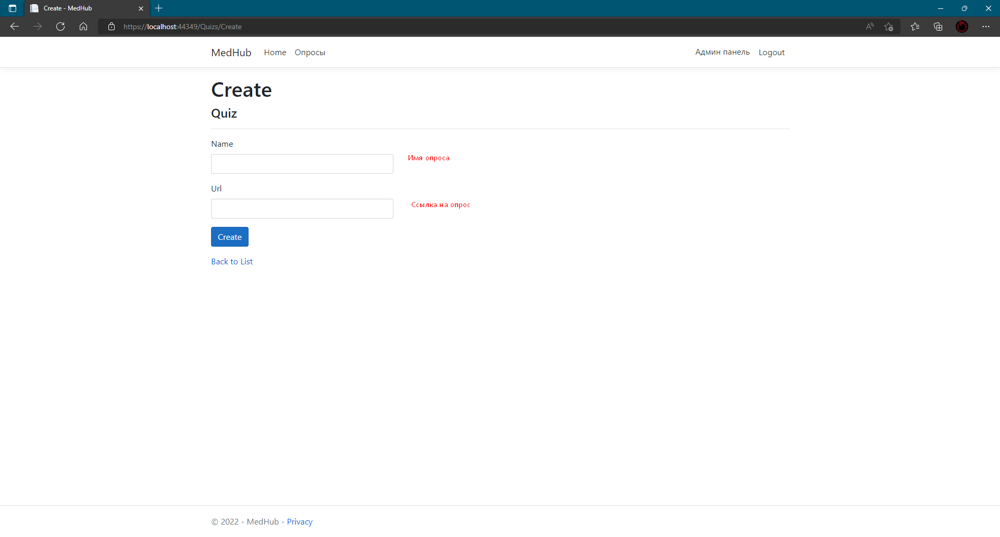 Create - MedHub
https://localhost:44349/Quizs/Create
MedHub Home Опросы Админ панель Logout
Create
Quiz
Name
Имя опроса
Url
Ссылка на опрос
Create
Back to List
© 2022 - MedHub - Privacy